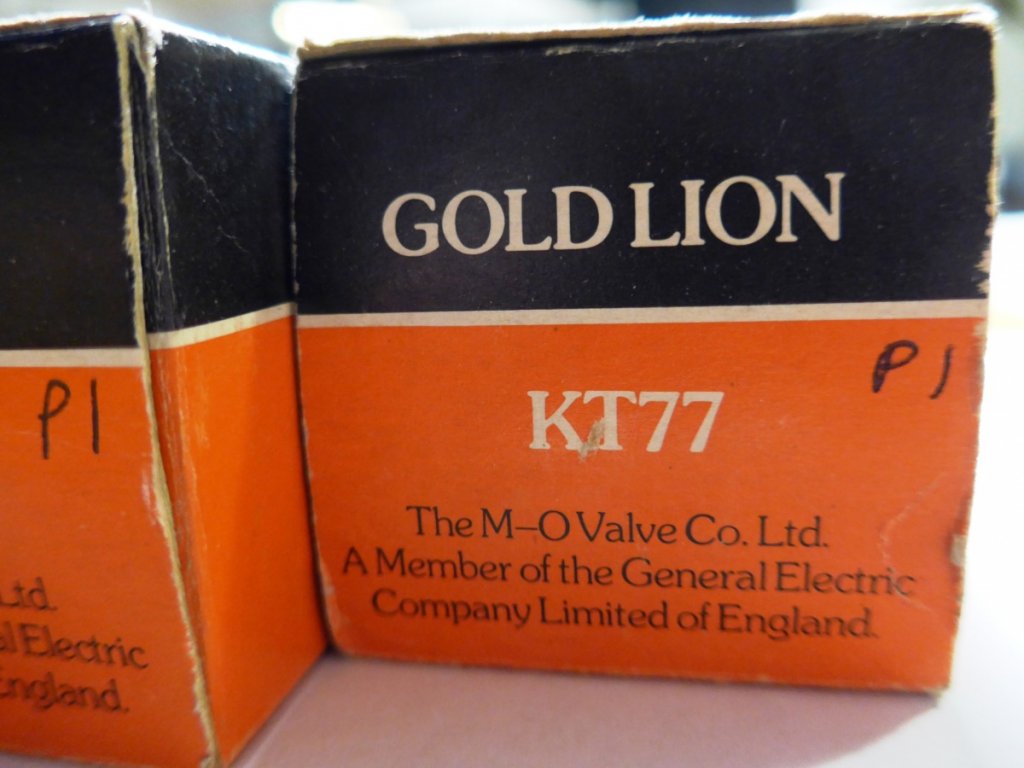 GOLD LION
P1
KT77
The M–O Valve Co. Ltd.
A Member of the General Electric
Company Limited of England.
P1
Ltd.
Electric
England.